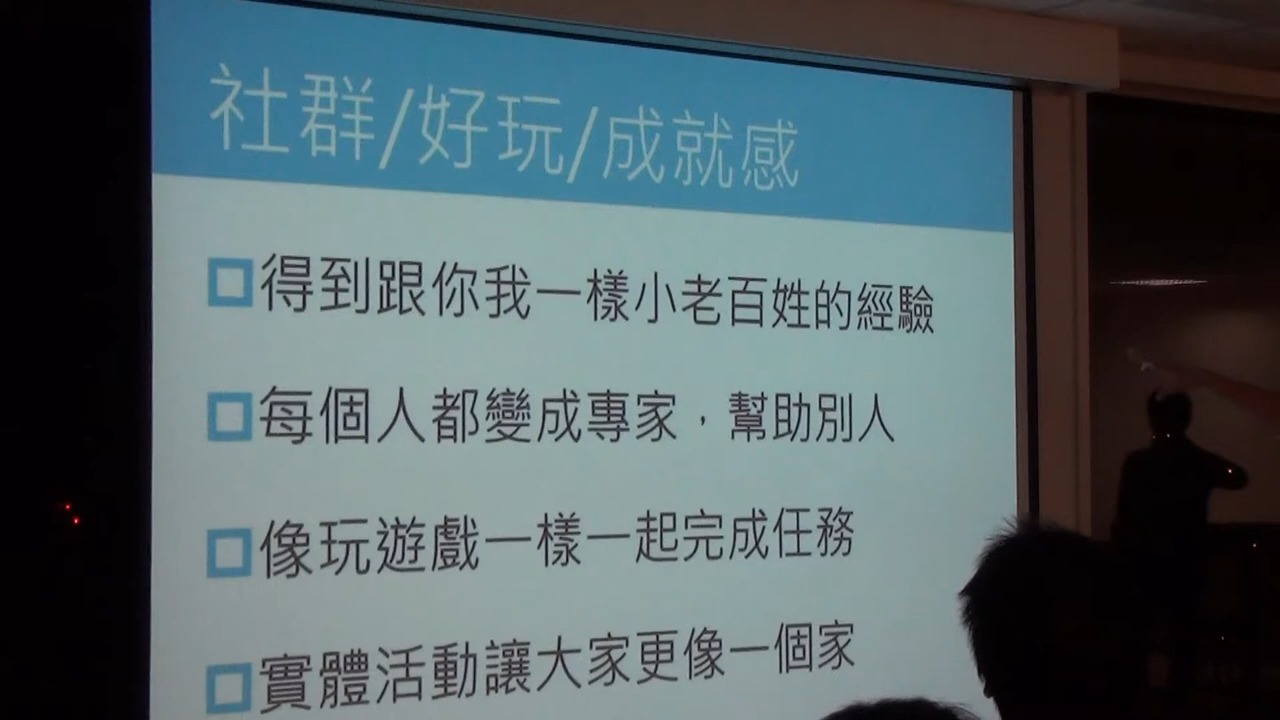 社群/好玩/成就感
得到跟你我一樣小老百姓的經驗
每個人都變成專家，幫助別人
像玩遊戲一樣一起完成任務
實體活動讓大家更像一個家